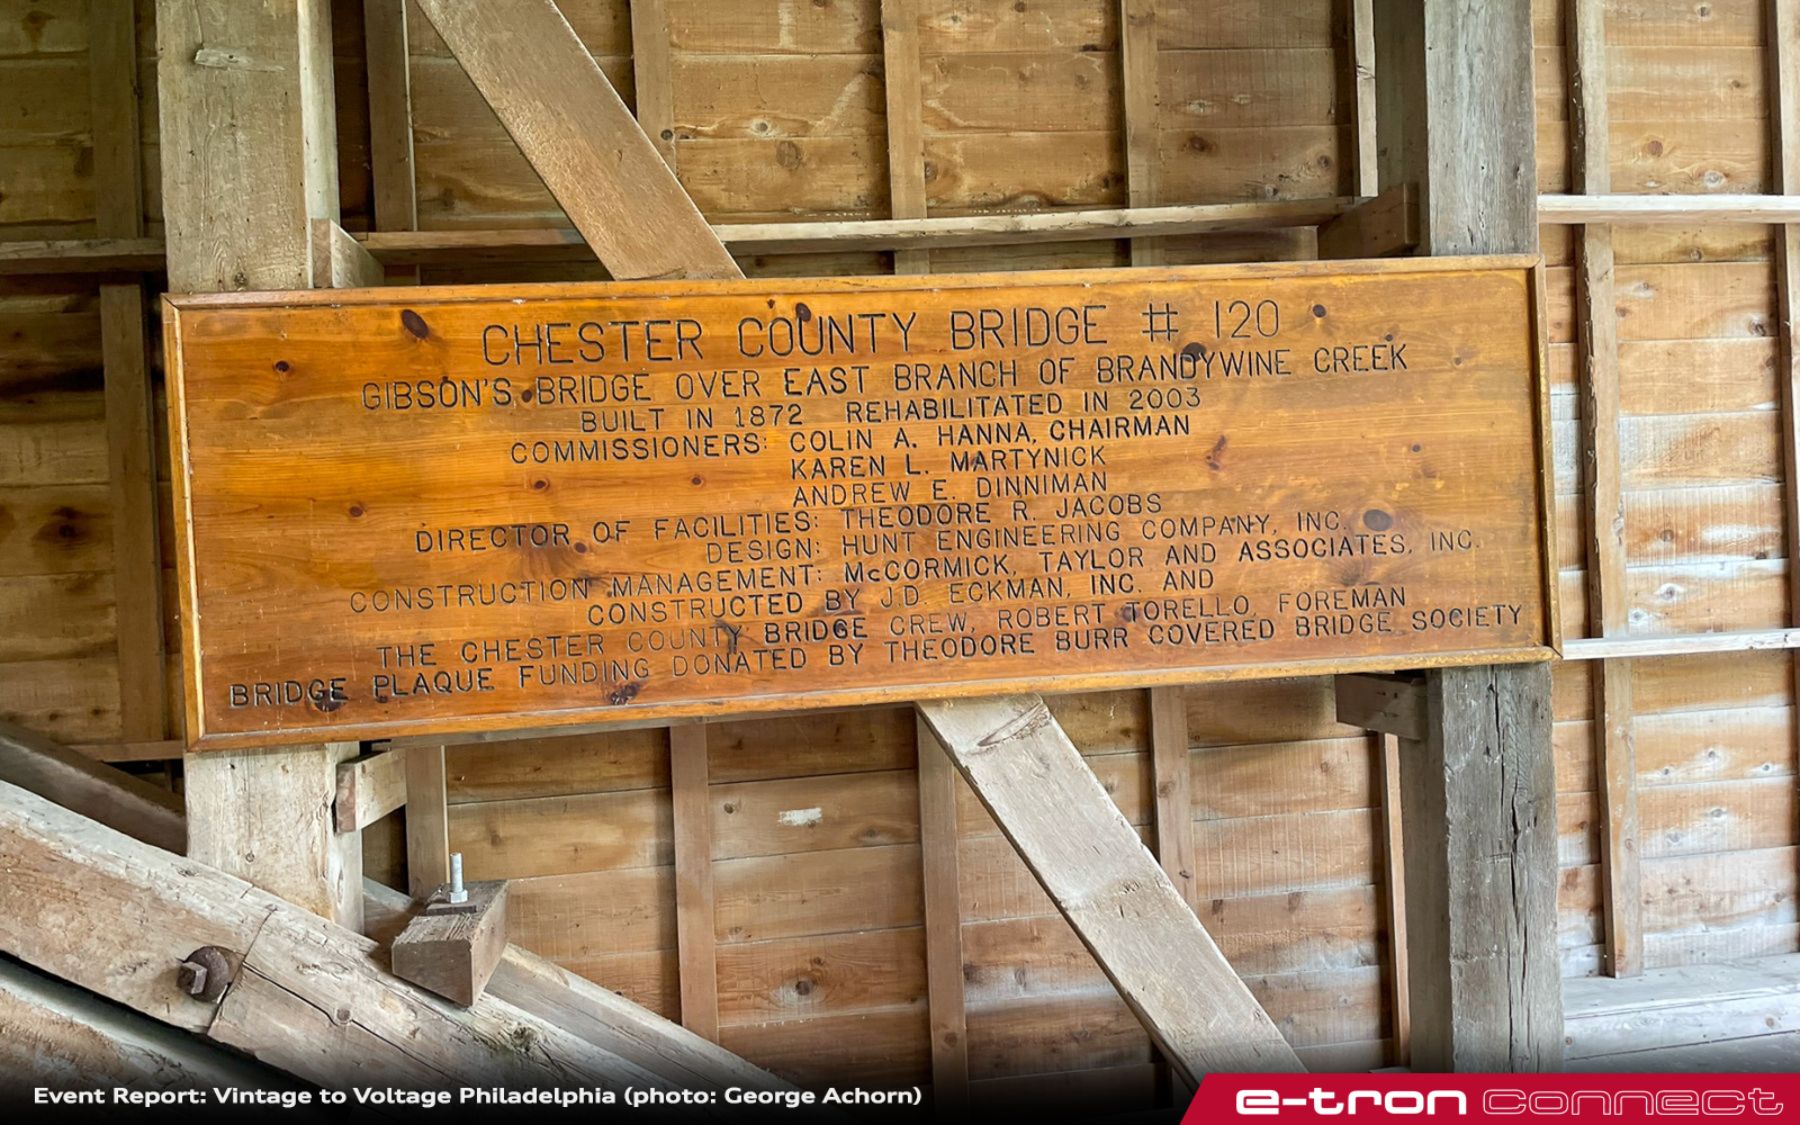 CHESTER COUNTY BRIDGE # 120
GIBSON'S BRIDGE OVER EAST BRANCH OF BRANDYWINE CREEK
BUILT IN 1872 REHABILITATED IN 2003
COMMISSIONERS: COLIN A. HANNA, CHAIRMAN
KAREN L. MARTYNICK
ANDREW E. DINNIMAN
DIRECTOR OF FACILITIES: THEODORE R. JACOBS
DESIGN: HUNT ENGINEERING COMPANY, INC.
CONSTRUCTION MANAGEMENT: McCORMICK, TAYLOR AND ASSOCIATES, INC.
CONSTRUCTED BY J.D. ECKMAN, INC. AND
THE CHESTER COUNTY BRIDGE CREW, ROBERT TORELLO, FOREMAN
BRIDGE PLAQUE FUNDING DONATED BY THEODORE BURR COVERED BRIDGE SOCIETY
Event Report: Vintage to Voltage Philadelphia (photo: George Achorn)
e-tron connect